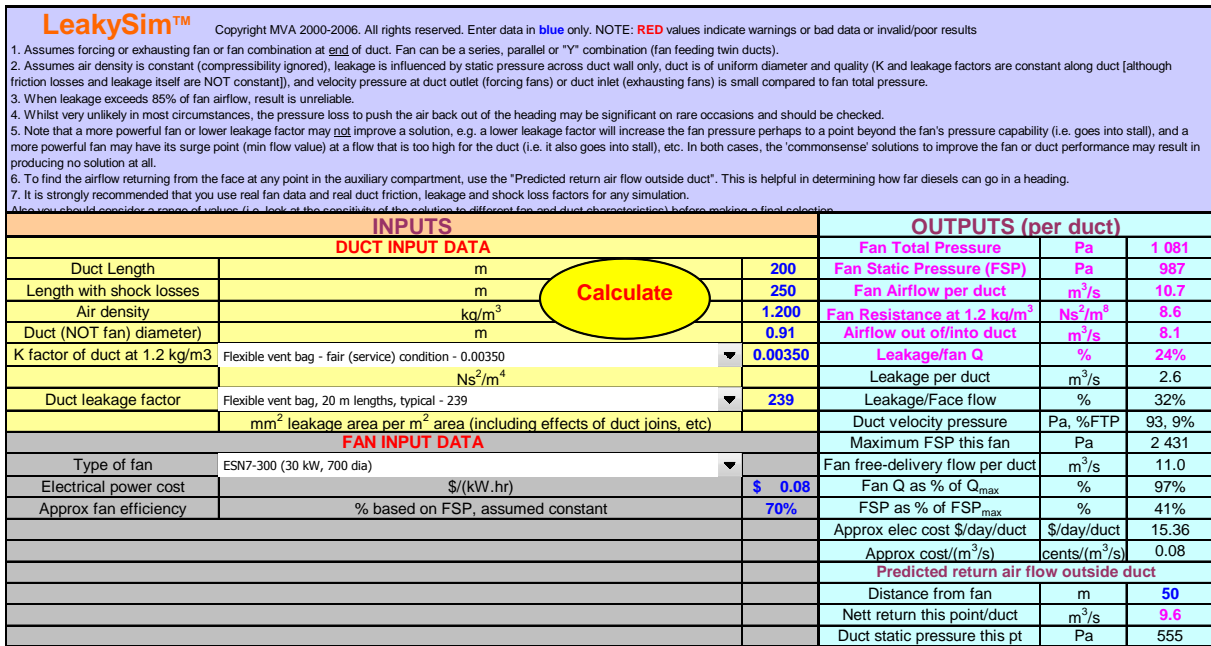 LeakySim™ Copyright MVA 2000-2006. All rights reserved. Enter data in blue only. NOTE: RED values indicate warnings or bad data or invalid/poor results
1. Assumes forcing or exhausting fan or fan combination at end of duct. Fan can be a series, parallel or "Y" combination (fan feeding twin ducts).
2. Assumes air density is constant (compressibility ignored), leakage is influenced by static pressure across duct wall only, duct is of uniform diameter and quality (K and leakage factors are constant along duct [although
friction losses and leakage itself are NOT constant]), and velocity pressure at duct outlet (forcing fans) or duct inlet (exhausting fans) is small compared to fan total pressure.
3. When leakage exceeds 85% of fan airflow, result is unreliable.
4. Whilst very unlikely in most circumstances, the pressure loss to push the air back out of the heading may be significant on rare occasions and should be checked.
5. Note that a more powerful fan or lower leakage factor may not improve a solution, e.g. a lower leakage factor will increase the fan pressure perhaps to a point beyond the fan's pressure capability (i.e. goes into stall), and a
more powerful fan may have its surge point (min flow value) at a flow that is too high for the duct (i.e. it also goes into stall), etc. In both cases, the 'commonsense' solutions to improve the fan or duct performance may result in
producing no solution at all.
6. To find the airflow returning from the face at any point in the auxiliary compartment, use the "Predicted return air flow outside duct". This is helpful in determining how far diesels can go in a heading.
7. It is strongly recommended that you use real fan data and real duct friction, leakage and shock loss factors for any simulation.
Also you should consider a range of values (i.e. look at the sensitivity of the solution to different fan and duct characteristics) before making a final selection
INPUTS OUTPUTS (per duct)
DUCT INPUT DATA Fan Total Pressure Pa 1 081
Duct Length m 200 Fan Static Pressure (FSP) Pa 987
Length with shock losses m Calculate 250 Fan Airflow per duct m³/s 10.7
Air density kg/m³ 1.200 Fan Resistance at 1.2 kg/m³ Ns²/m⁸ 8.6
Duct (NOT fan) diameter) m 0.91 Airflow out of/into duct m³/s 8.1
K factor of duct at 1.2 kg/m3 Flexible vent bag - fair (service) condition - 0.00350 0.00350 Leakage/fan Q % 24%
Ns²/m⁴ Leakage per duct m³/s 2.6
Duct leakage factor Flexible vent bag, 20 m lengths, typical - 239 239 Leakage/Face flow % 32%
mm² leakage area per m² area (including effects of duct joins, etc) Duct velocity pressure Pa, %FTP 93, 9%
FAN INPUT DATA Maximum FSP this fan Pa 2 431
Type of fan ESN7-300 (30 kW, 700 dia) Fan free-delivery flow per duct m³/s 11.0
Electrical power cost $/(kW.hr) $ 0.08 Fan Q as % of Qmax % 97%
Approx fan efficiency % based on FSP, assumed constant 70% FSP as % of FSPmax % 41%
Approx elec cost $/day/duct $/day/duct 15.36
Approx cost/(m³/s) cents/(m³/s) 0.08
Predicted return air flow outside duct
Distance from fan m 50
Nett return this point/duct m³/s 9.6
Duct static pressure this pt Pa 555